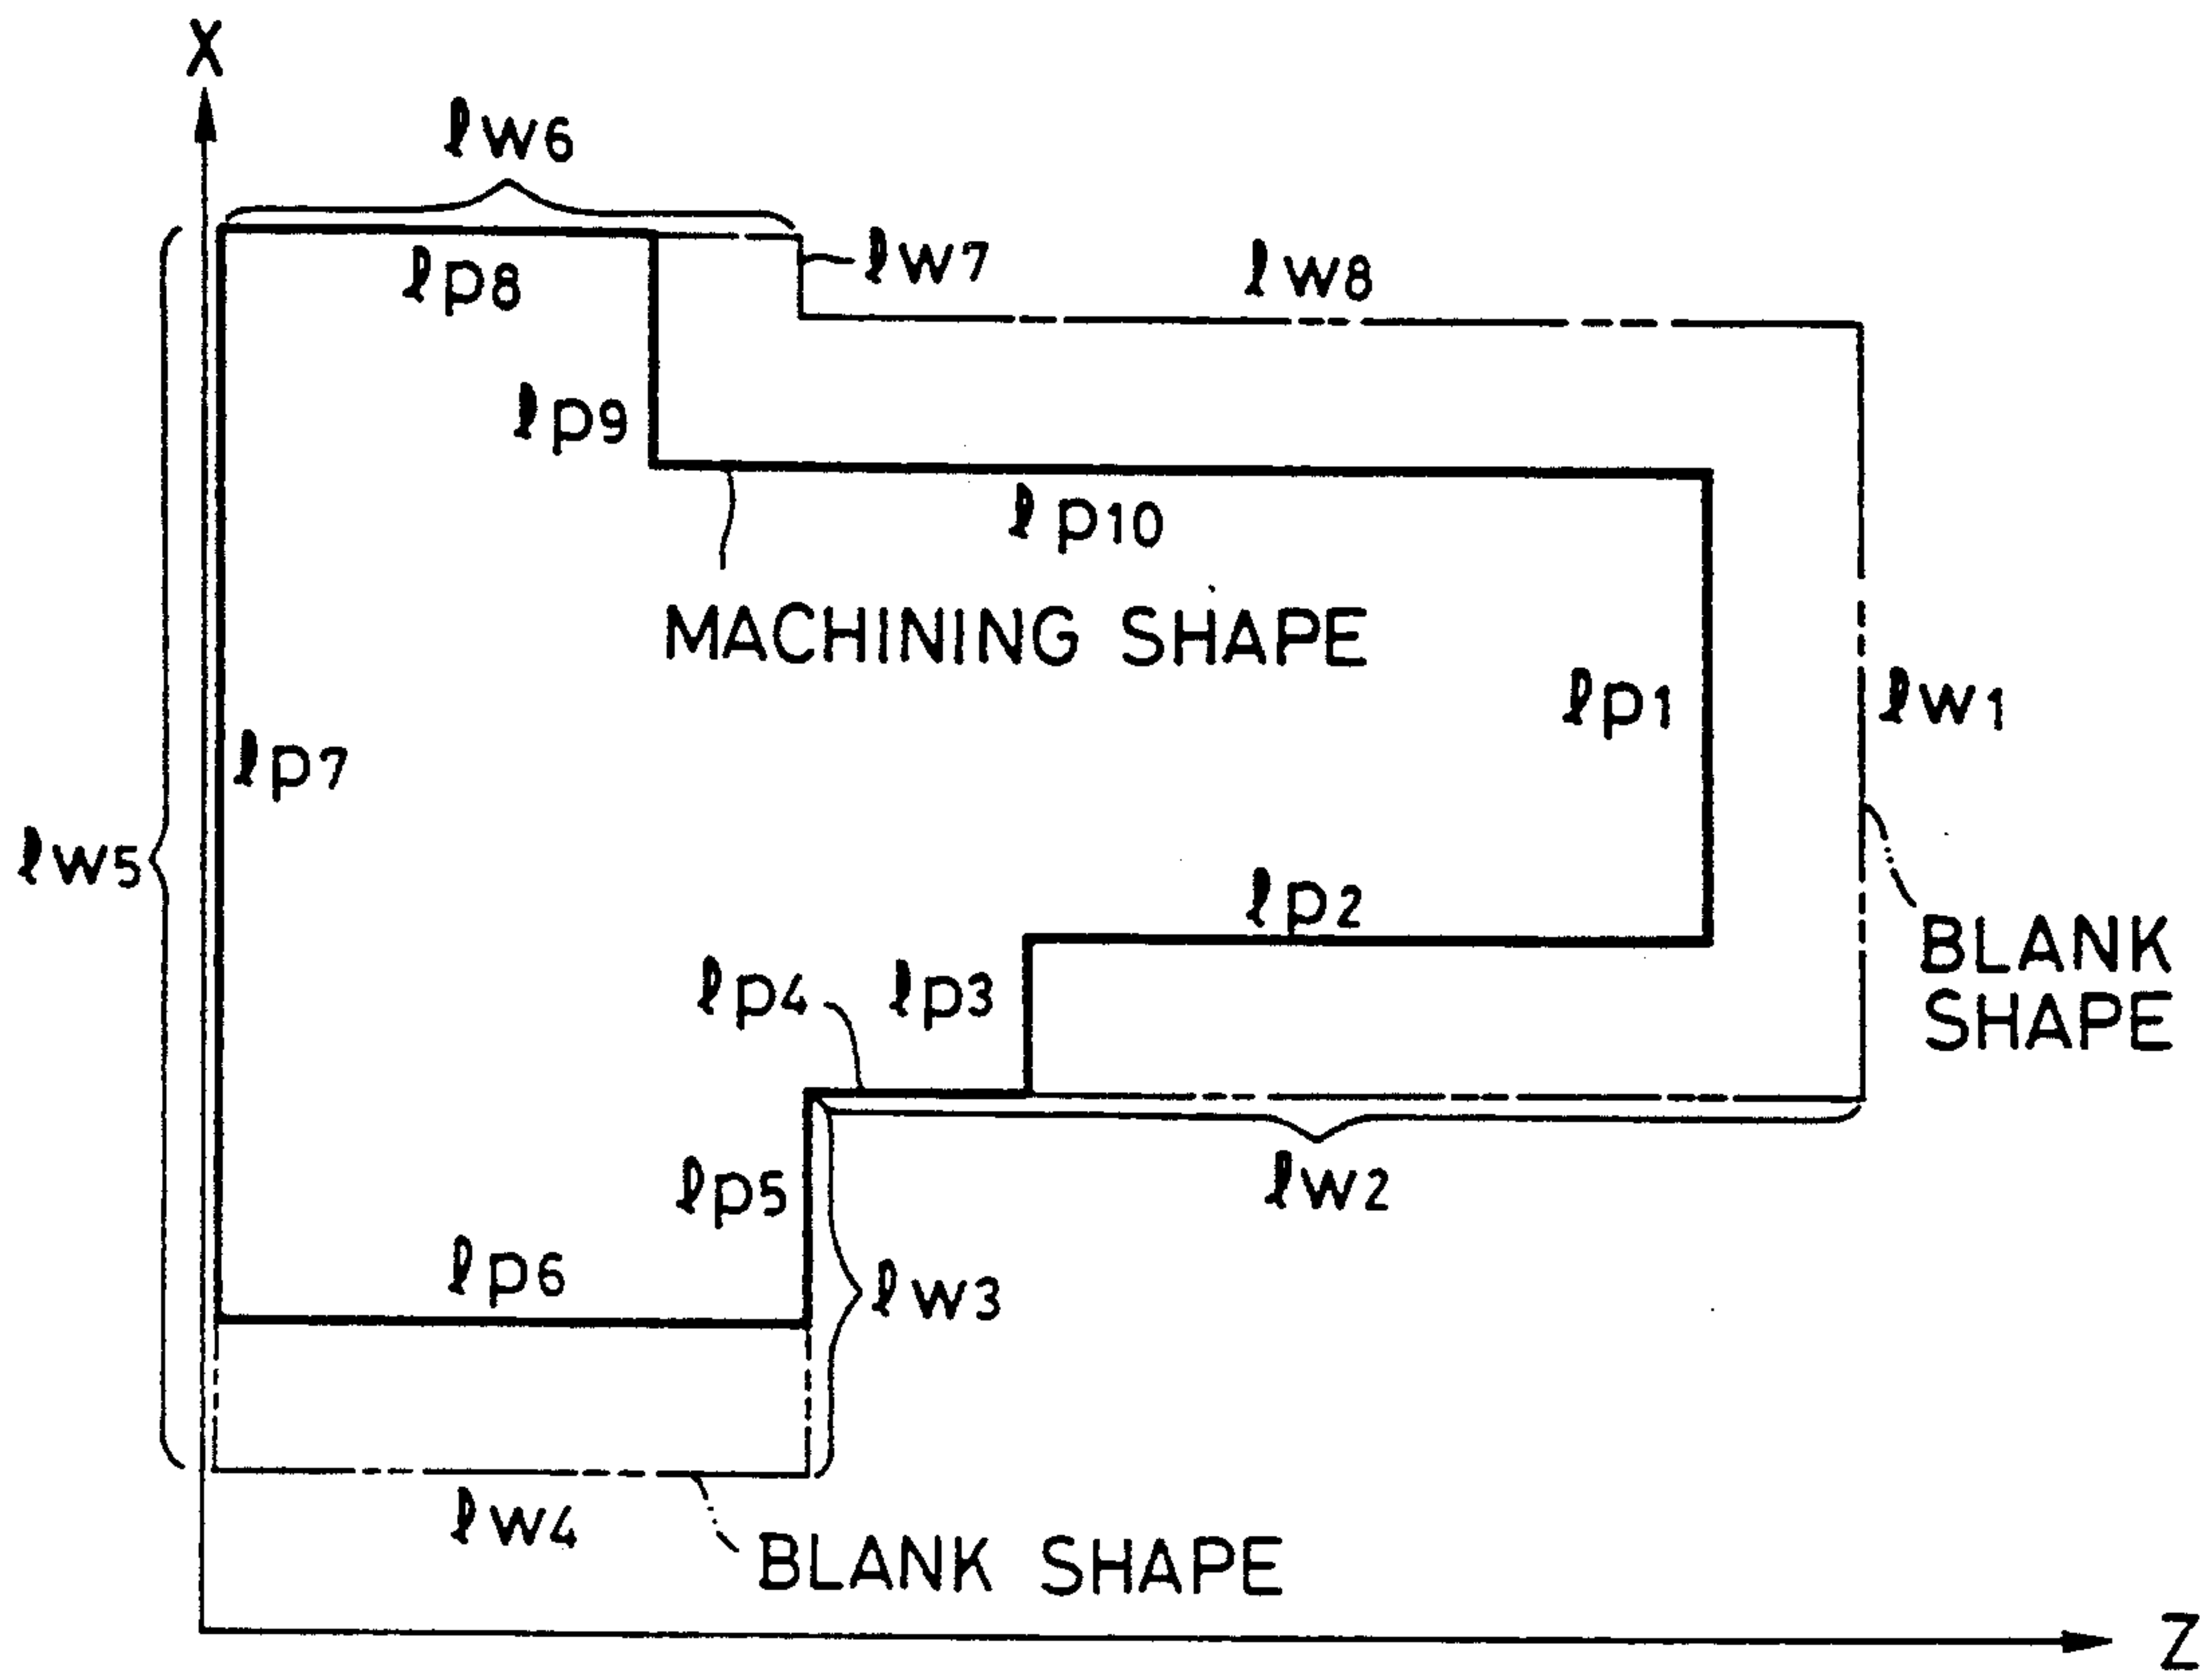 X
lw6
lp8
lw7
lw8
lp9
lp10
MACHINING SHAPE
lp1
lw1
lp7
lw5
lp2
BLANK
SHAPE
lp4
lp3
lp5
lw2
lp6
lw3
lw4
BLANK SHAPE
Z